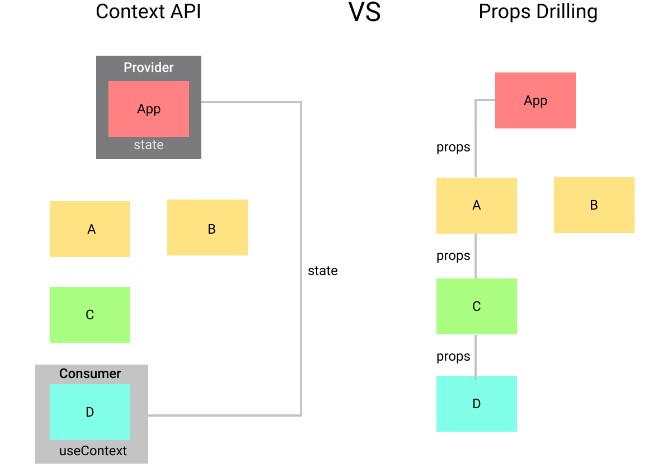 Context API
VS
Props Drilling
Provider
App
state
A
B
C
state
Consumer
D
useContext
App
props
A
B
props
C
props
D